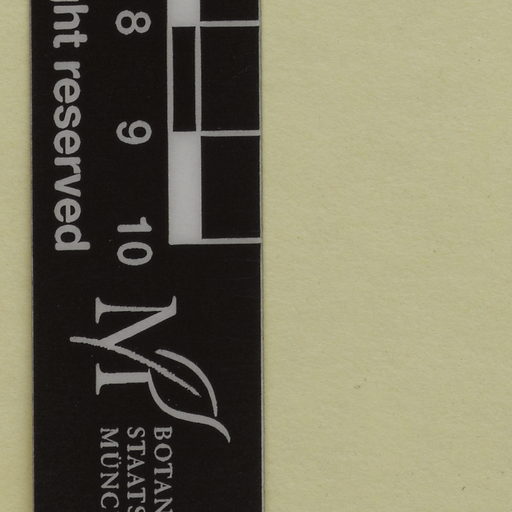 ght reserved
8 9 10
M
BOTAN
STAATS
MÜNC